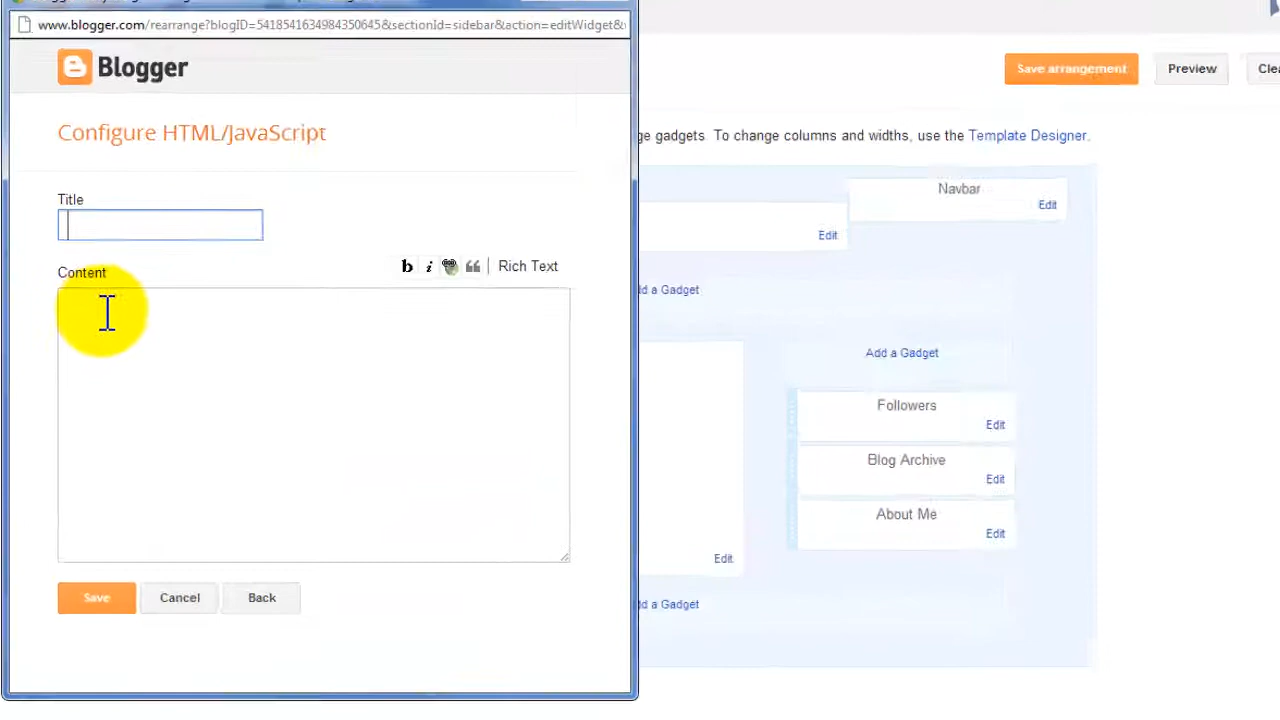 www.blogger.com/rearrange?blogID=5418541634984350645&sectionId=sidebar&action=editWidget&
Blogger
Configure HTML/JavaScript
Title
Content
b i Rich Text
Save Cancel Back
Save arrangement Preview Clea
ge gadgets. To change columns and widths, use the Template Designer.
Navbar
Edit
Edit
d a Gadget
Add a Gadget
Followers
Edit
Blog Archive
Edit
About Me
Edit
Edit
d a Gadget